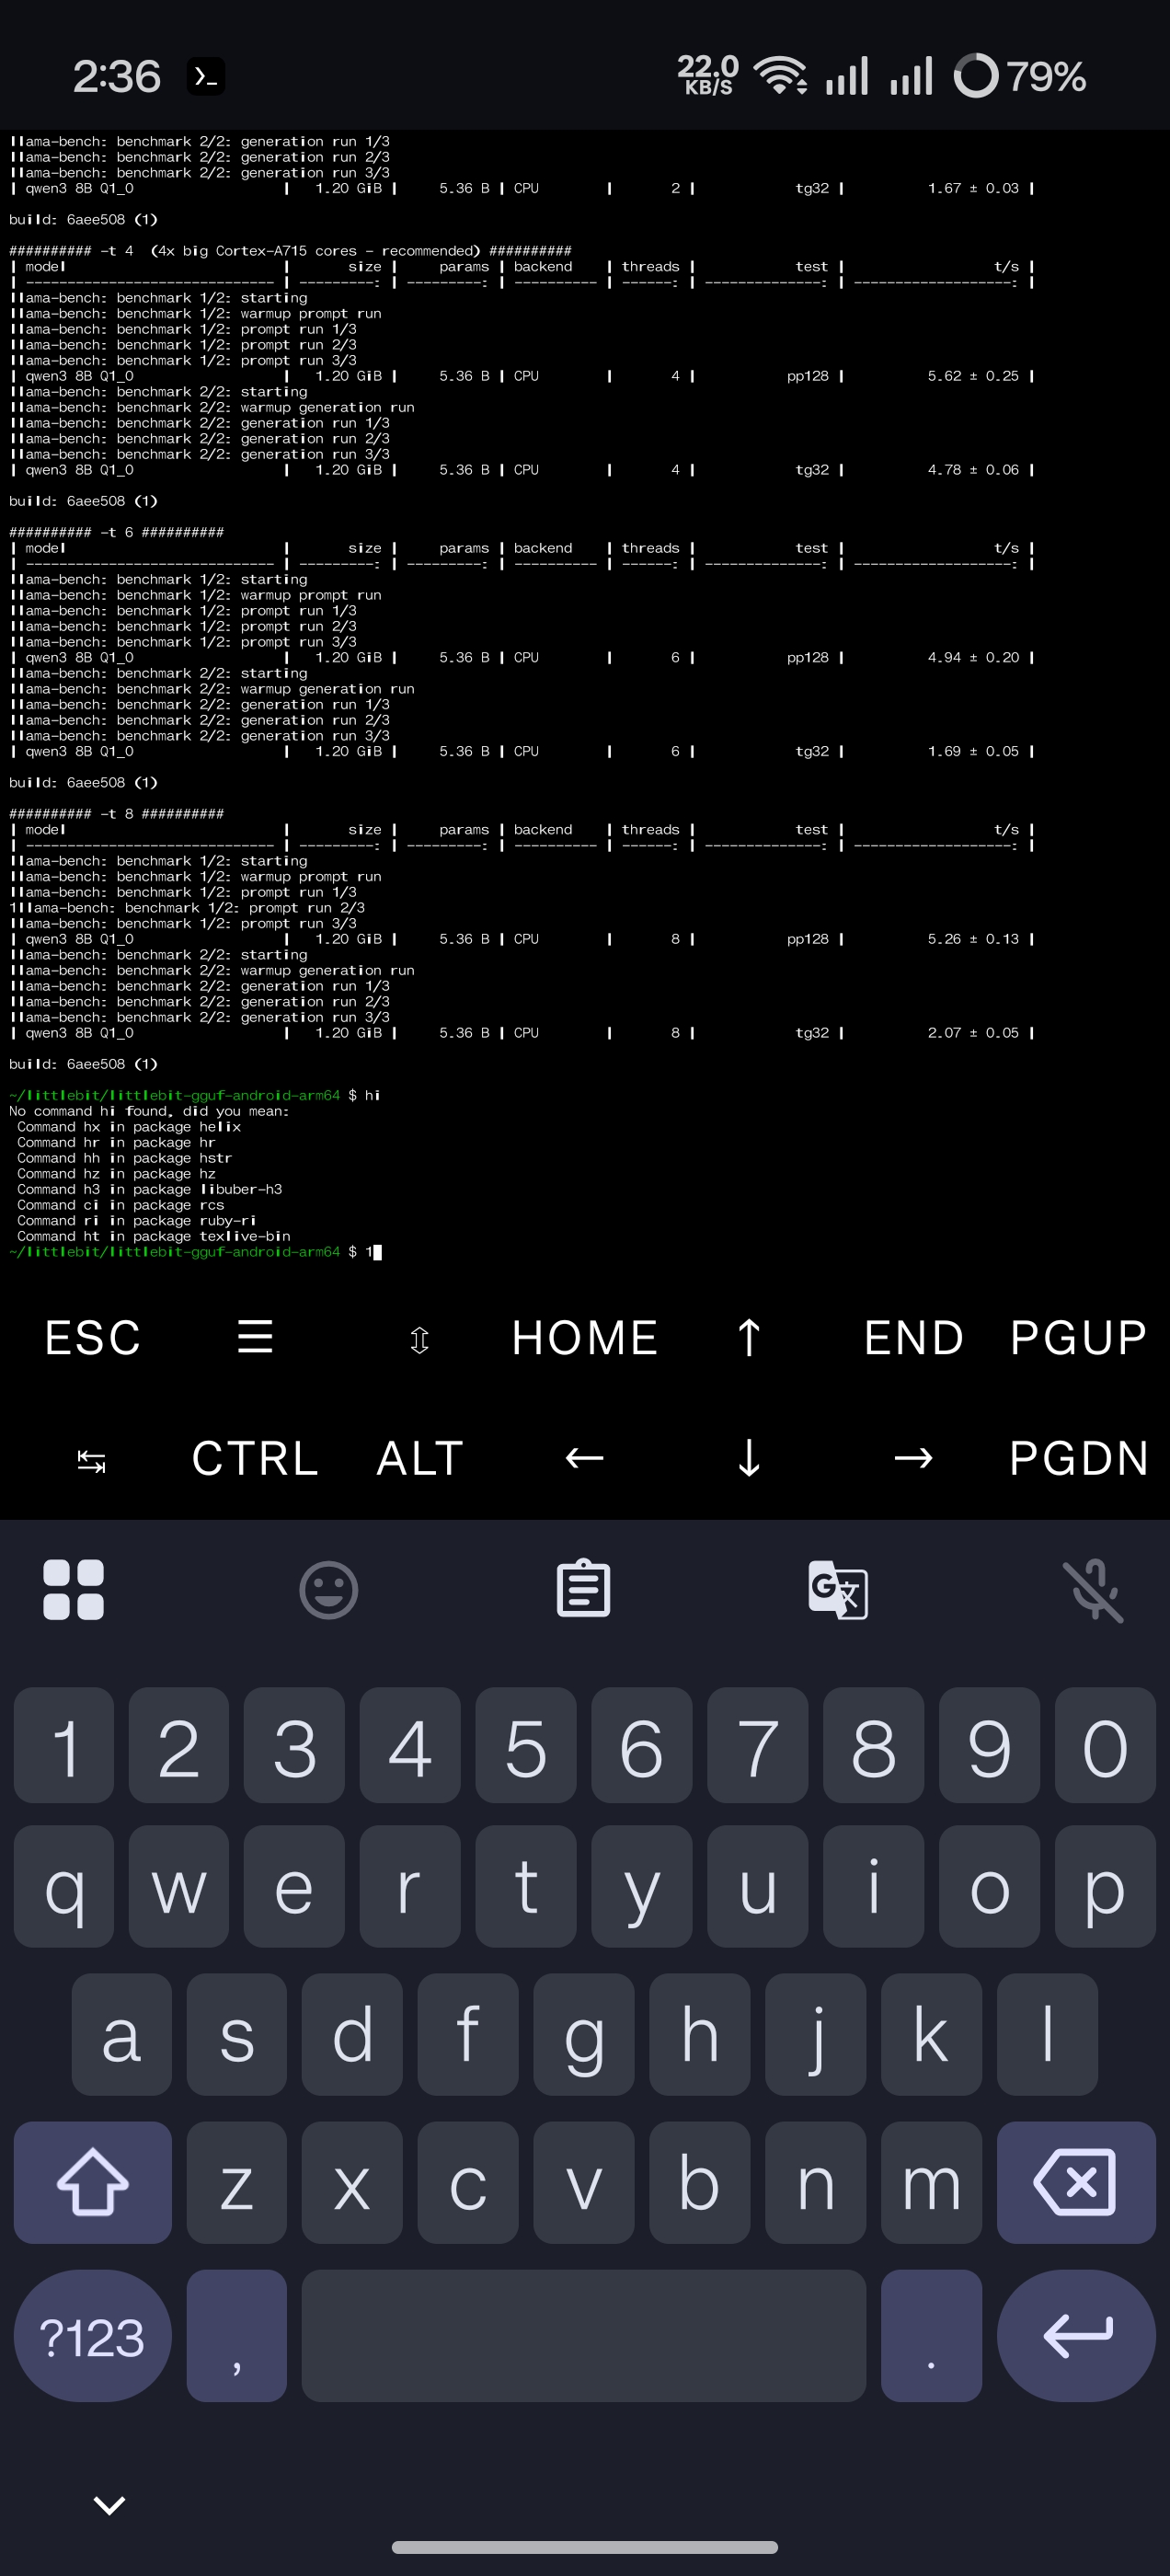 2:36
22.0
KB/S
79%
llama-bench: benchmark 2/2: generation run 1/3
llama-bench: benchmark 2/2: generation run 2/3
llama-bench: benchmark 2/2: generation run 3/3
| qwen3 8B Q1_0 | 1.20 GiB | 5.36 B | CPU | 2 | tg32 | 1.67 ± 0.03 |
build: 6aee508 (1)
########## -t 4 (4x big Cortex-A715 cores - recommended) ##########
| model | size | params | backend | threads | test | t/s |
| ------------------------------ | ---------: | ---------: | ---------- | ------: | --------------: | -------------------: |
llama-bench: benchmark 1/2: starting
llama-bench: benchmark 1/2: warmup prompt run
llama-bench: benchmark 1/2: prompt run 1/3
llama-bench: benchmark 1/2: prompt run 2/3
llama-bench: benchmark 1/2: prompt run 3/3
| qwen3 8B Q1_0 | 1.20 GiB | 5.36 B | CPU | 4 | pp128 | 5.62 ± 0.25 |
llama-bench: benchmark 2/2: starting
llama-bench: benchmark 2/2: warmup generation run
llama-bench: benchmark 2/2: generation run 1/3
llama-bench: benchmark 2/2: generation run 2/3
llama-bench: benchmark 2/2: generation run 3/3
| qwen3 8B Q1_0 | 1.20 GiB | 5.36 B | CPU | 4 | tg32 | 4.78 ± 0.06 |
build: 6aee508 (1)
########## -t 6 ##########
| model | size | params | backend | threads | test | t/s |
| ------------------------------ | ---------: | ---------: | ---------- | ------: | --------------: | -------------------: |
llama-bench: benchmark 1/2: starting
llama-bench: benchmark 1/2: warmup prompt run
llama-bench: benchmark 1/2: prompt run 1/3
llama-bench: benchmark 1/2: prompt run 2/3
llama-bench: benchmark 1/2: prompt run 3/3
| qwen3 8B Q1_0 | 1.20 GiB | 5.36 B | CPU | 6 | pp128 | 4.94 ± 0.20 |
llama-bench: benchmark 2/2: starting
llama-bench: benchmark 2/2: warmup generation run
llama-bench: benchmark 2/2: generation run 1/3
llama-bench: benchmark 2/2: generation run 2/3
llama-bench: benchmark 2/2: generation run 3/3
| qwen3 8B Q1_0 | 1.20 GiB | 5.36 B | CPU | 6 | tg32 | 1.69 ± 0.05 |
build: 6aee508 (1)
########## -t 8 ##########
| model | size | params | backend | threads | test | t/s |
| ------------------------------ | ---------: | ---------: | ---------- | ------: | --------------: | -------------------: |
llama-bench: benchmark 1/2: starting
llama-bench: benchmark 1/2: warmup prompt run
llama-bench: benchmark 1/2: prompt run 1/3
1llama-bench: benchmark 1/2: prompt run 2/3
llama-bench: benchmark 1/2: prompt run 3/3
| qwen3 8B Q1_0 | 1.20 GiB | 5.36 B | CPU | 8 | pp128 | 5.26 ± 0.13 |
llama-bench: benchmark 2/2: starting
llama-bench: benchmark 2/2: warmup generation run
llama-bench: benchmark 2/2: generation run 1/3
llama-bench: benchmark 2/2: generation run 2/3
llama-bench: benchmark 2/2: generation run 3/3
| qwen3 8B Q1_0 | 1.20 GiB | 5.36 B | CPU | 8 | tg32 | 2.07 ± 0.05 |
build: 6aee508 (1)
~/littlebit/littlebit-gguf-android-arm64 $ hi
No command hi found, did you mean:
Command hx in package helix
Command hr in package hr
Command hh in package hstr
Command hz in package hz
Command h3 in package libuber-h3
Command ci in package rcs
Command ri in package ruby-ri
Command ht in package texlive-bin
~/littlebit/littlebit-gguf-android-arm64 $ 1
ESC ☰ ⇳ HOME ↑ END PGUP
↹ CTRL ALT ← ↓ → PGDN
G 文
1 2 3 4 5 6 7 8 9 0
q w e r t y u i o p
a s d f g h j k l
z x c v b n m
?123 , .